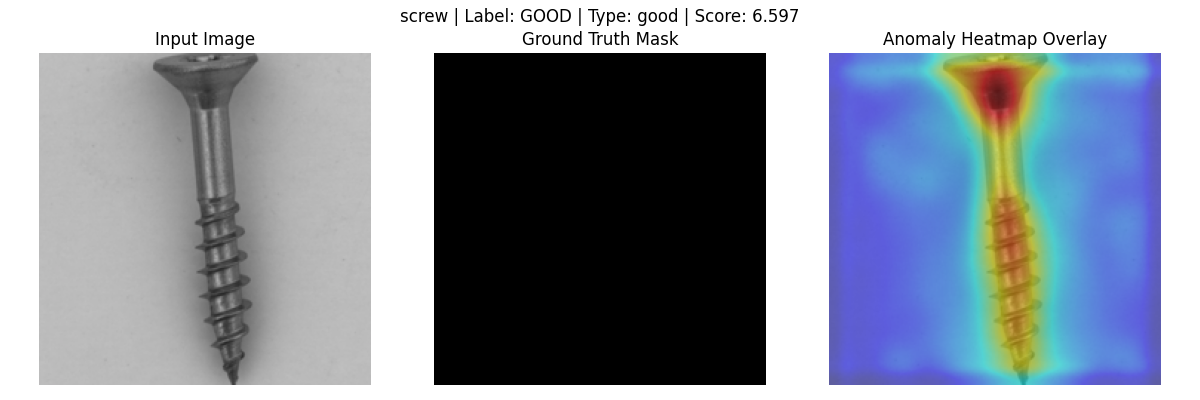 screw | Label: GOOD | Type: good | Score: 6.597
Input Image
Ground Truth Mask
Anomaly Heatmap Overlay